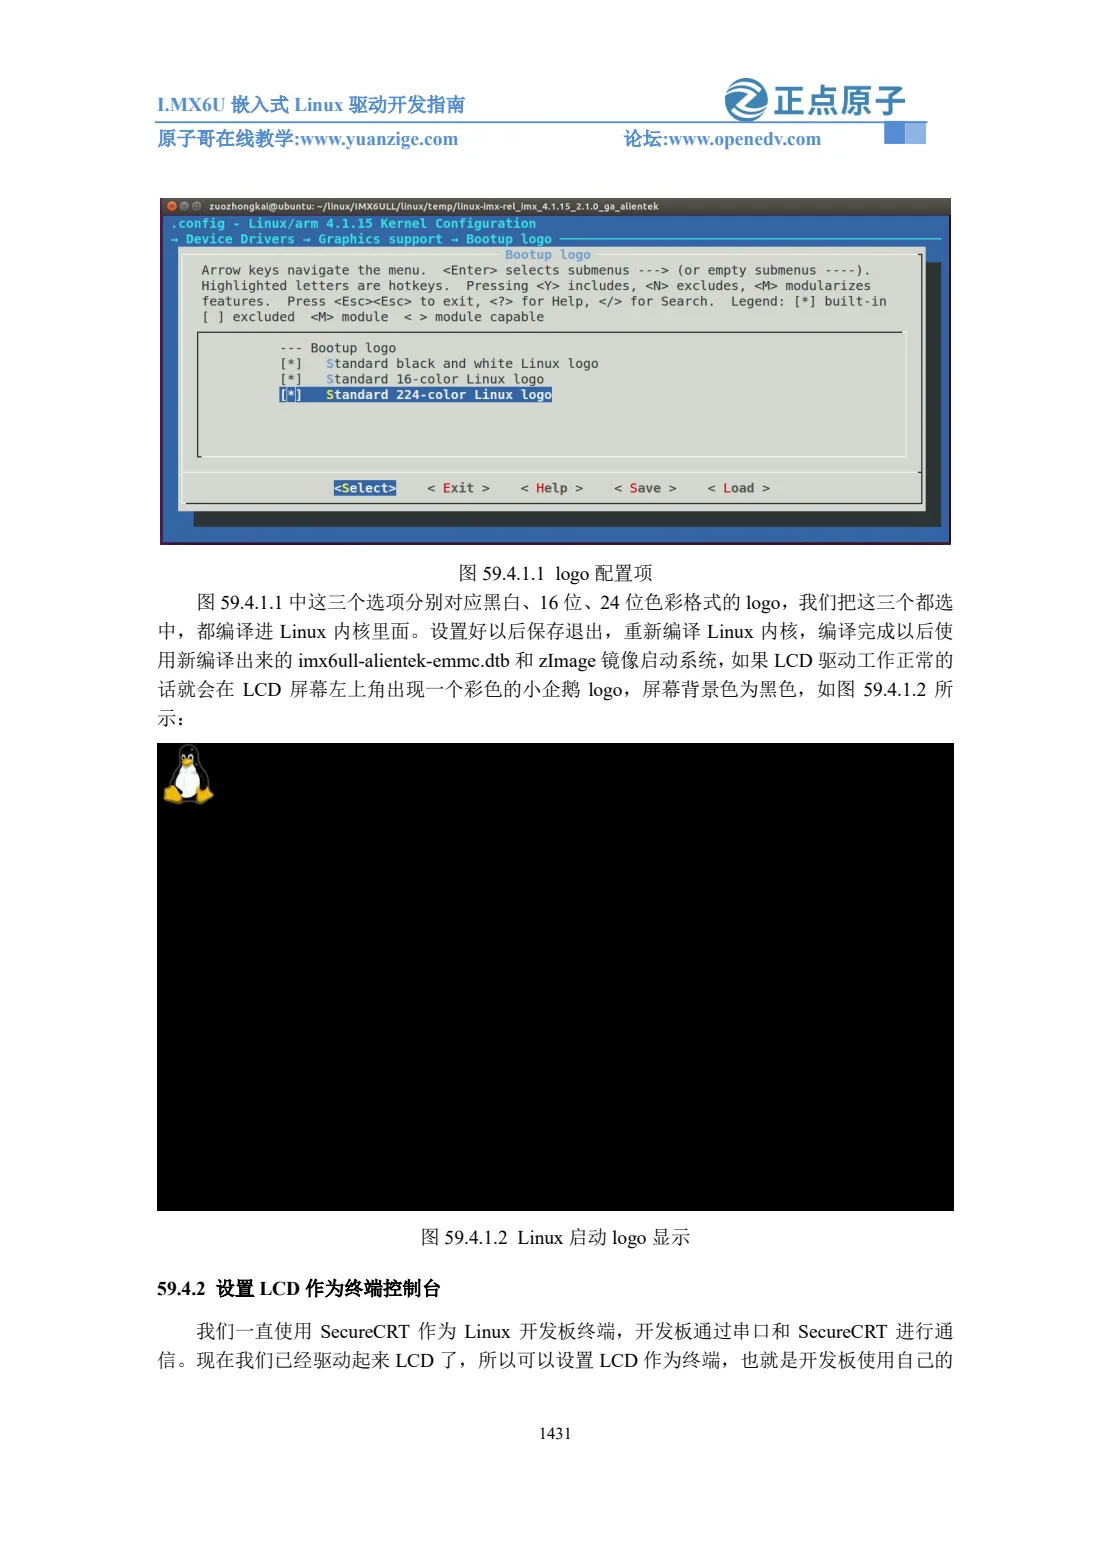 I.MX6U 嵌入式 Linux 驱动开发指南
正点原子
原子哥在线教学:www.yuanzige.com 论坛:www.openedv.com
zuozhongkai@ubuntu: ~/linux/IMX6ULL/linux/temp/linux-imx-rel_imx_4.1.15_2.1.0_ga_alientek
.config - Linux/arm 4.1.15 Kernel Configuration
→ Device Drivers → Graphics support → Bootup logo
Bootup logo
Arrow keys navigate the menu. <Enter> selects submenus ---> (or empty submenus ----).
Highlighted letters are hotkeys. Pressing <Y> includes, <N> excludes, <M> modularizes
features. Press <Esc><Esc> to exit, <?> for Help, </> for Search. Legend: [*] built-in
[ ] excluded <M> module < > module capable
--- Bootup logo
[*] Standard black and white Linux logo
[*] Standard 16-color Linux logo
[*] Standard 224-color Linux logo
<Select> < Exit > < Help > < Save > < Load >
图 59.4.1.1 logo 配置项
图 59.4.1.1 中这三个选项分别对应黑白、16 位、24 位色彩格式的 logo，我们把这三个都选
中，都编译进 Linux 内核里面。设置好以后保存退出，重新编译 Linux 内核，编译完成以后使
用新编译出来的 imx6ull-alientek-emmc.dtb 和 zImage 镜像启动系统，如果 LCD 驱动工作正常的
话就会在 LCD 屏幕左上角出现一个彩色的小企鹅 logo，屏幕背景色为黑色，如图 59.4.1.2 所
示：
图 59.4.1.2 Linux 启动 logo 显示
59.4.2 设置 LCD 作为终端控制台
我们一直使用 SecureCRT 作为 Linux 开发板终端，开发板通过串口和 SecureCRT 进行通
信。现在我们已经驱动起来 LCD 了，所以可以设置 LCD 作为终端，也就是开发板使用自己的
1431